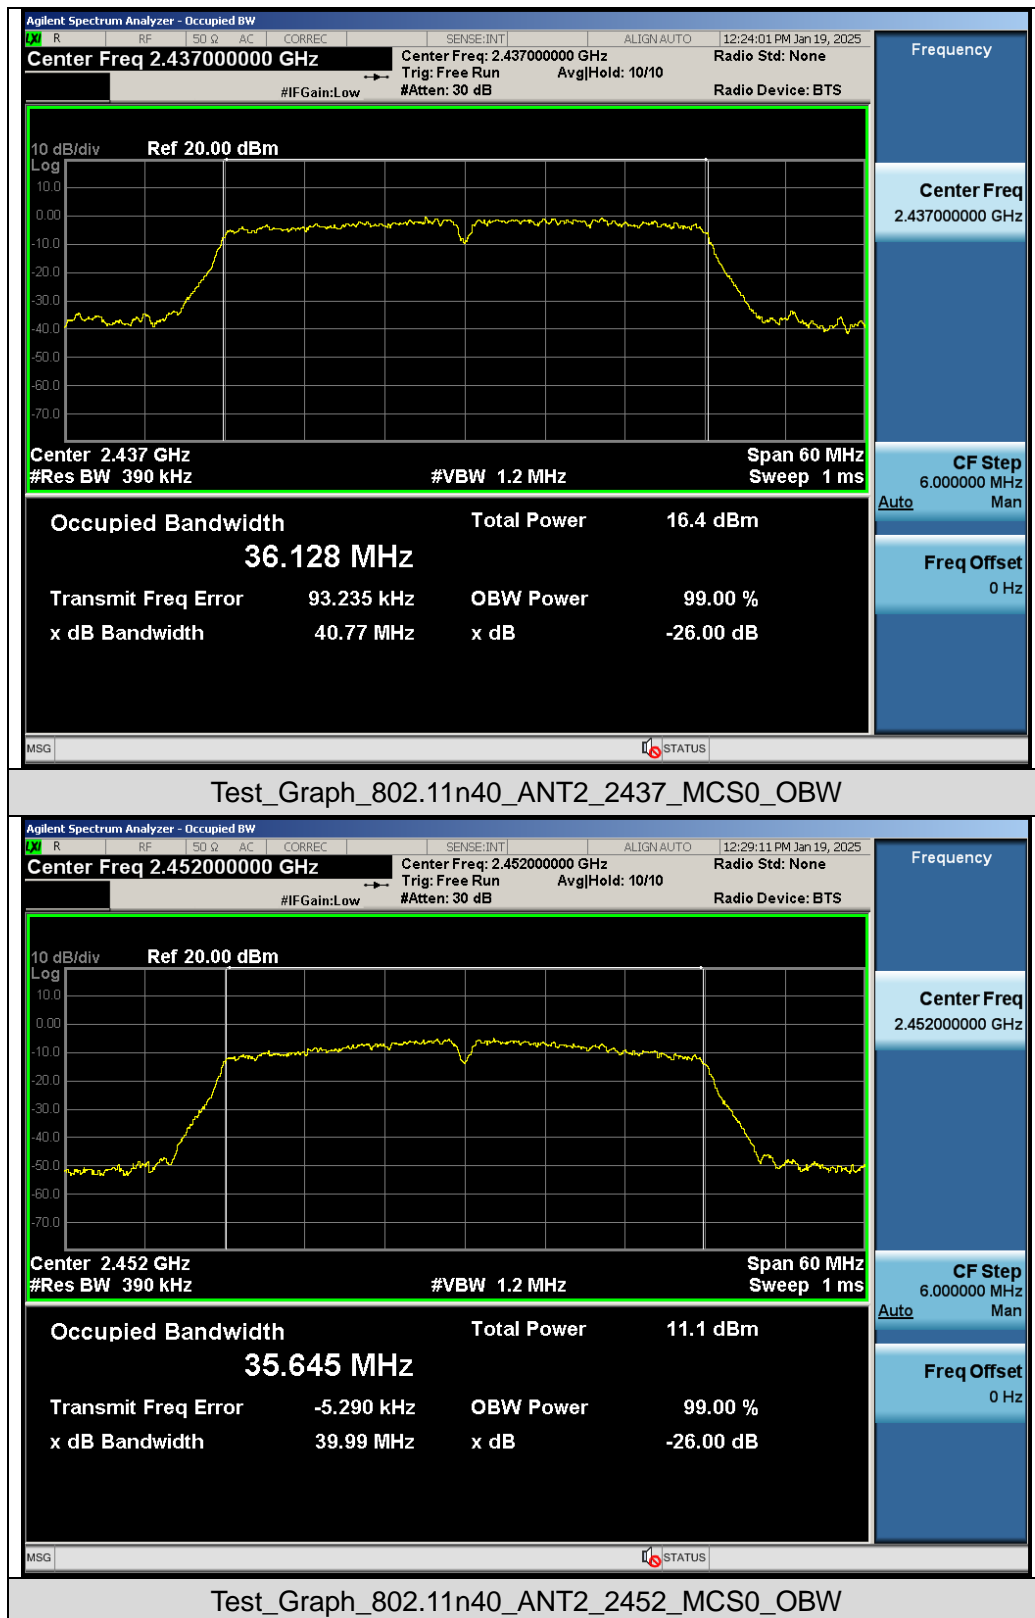 Agilent Spectrum Analyzer - Occupied BW
LXI R RF 50 Ω AC CORREC SENSE:INT ALIGN AUTO 12:24:01 PM Jan 19, 2025
Center Freq 2.437000000 GHz
Center Freq: 2.437000000 GHz Radio Std: None
Trig: Free Run Avg|Hold: 10/10
#IFGain:Low #Atten: 30 dB Radio Device: BTS
Frequency
10 dB/div Ref 20.00 dBm
Log
10.0
0.00
-10.0
-20.0
-30.0
-40.0
-50.0
-60.0
-70.0
Center 2.437 GHz Span 60 MHz
#Res BW 390 kHz #VBW 1.2 MHz Sweep 1 ms
Center Freq
2.437000000 GHz
CF Step
6.000000 MHz
Auto Man
Freq Offset
0 Hz
Occupied Bandwidth Total Power 16.4 dBm
36.128 MHz
Transmit Freq Error 93.235 kHz OBW Power 99.00 %
x dB Bandwidth 40.77 MHz x dB -26.00 dB
MSG STATUS
Test_Graph_802.11n40_ANT2_2437_MCS0_OBW
Agilent Spectrum Analyzer - Occupied BW
LXI R RF 50 Ω AC CORREC SENSE:INT ALIGN AUTO 12:29:11 PM Jan 19, 2025
Center Freq 2.452000000 GHz
Center Freq: 2.452000000 GHz Radio Std: None
Trig: Free Run Avg|Hold: 10/10
#IFGain:Low #Atten: 30 dB Radio Device: BTS
Frequency
10 dB/div Ref 20.00 dBm
Log
10.0
0.00
-10.0
-20.0
-30.0
-40.0
-50.0
-60.0
-70.0
Center 2.452 GHz Span 60 MHz
#Res BW 390 kHz #VBW 1.2 MHz Sweep 1 ms
Center Freq
2.452000000 GHz
CF Step
6.000000 MHz
Auto Man
Freq Offset
0 Hz
Occupied Bandwidth Total Power 11.1 dBm
35.645 MHz
Transmit Freq Error -5.290 kHz OBW Power 99.00 %
x dB Bandwidth 39.99 MHz x dB -26.00 dB
MSG STATUS
Test_Graph_802.11n40_ANT2_2452_MCS0_OBW